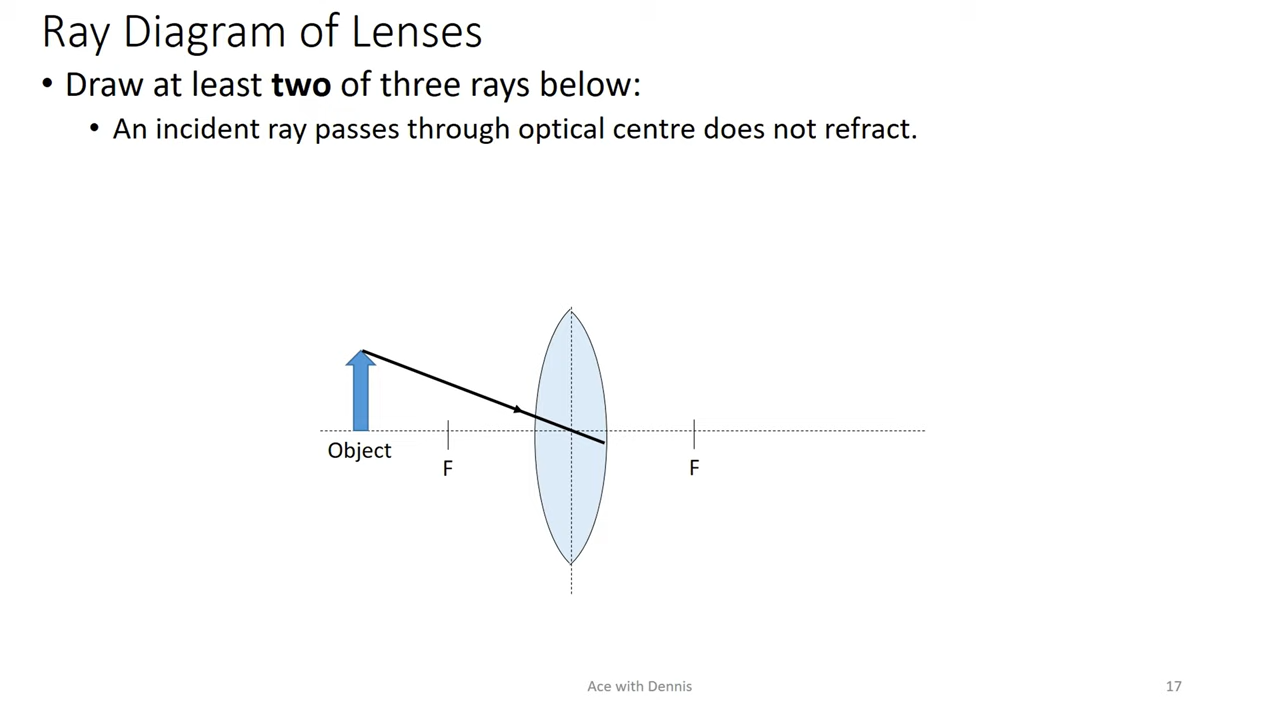 Ray Diagram of Lenses
• Draw at least two of three rays below:
• An incident ray passes through optical centre does not refract.
Object
F
F
Ace with Dennis
17